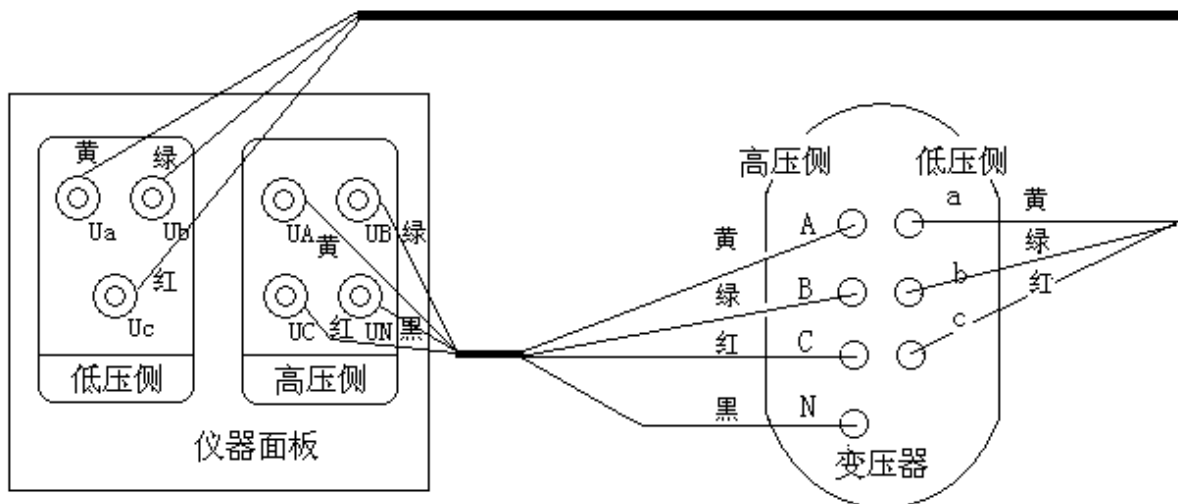 黄 绿
Ua Ub
红
Uc
低压侧
UA UB 绿
黄
UC 红 UN 黑
高压侧
仪器面板
高压侧 低压侧
黄 A a 黄
绿
绿 B b 红
红 C c
黑 N
变压器